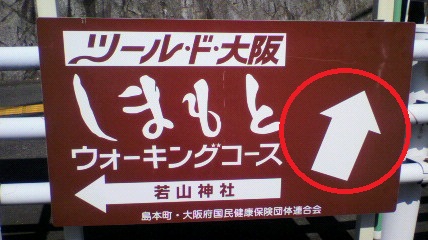 ツール・ド・大阪
しまもと
ウォーキングコース
若山神社
島本町・大阪府国民健康保険団体連合会